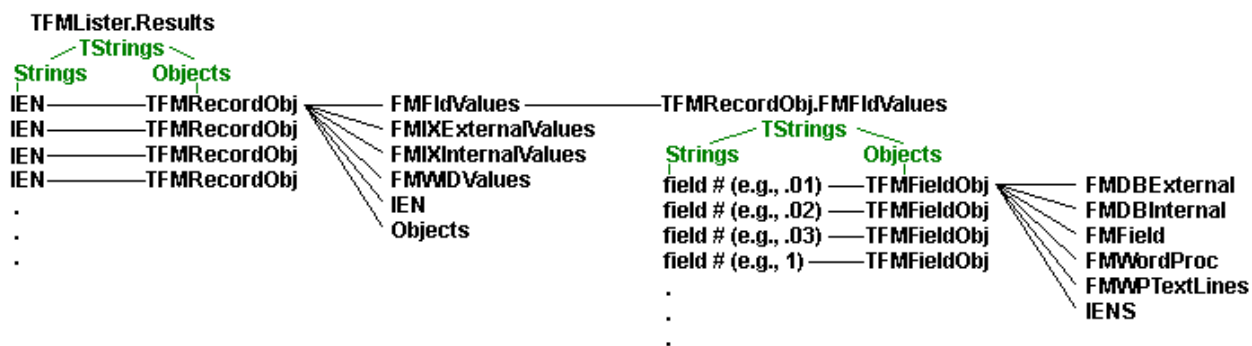 TFMLister.Results
TStrings
Strings Objects
IEN TFMRecordObj FMFldValues TFMRecordObj.FMFldValues
IEN TFMRecordObj FMIXExternalValues TStrings
IEN TFMRecordObj FMIXInternalValues Strings Objects
IEN TFMRecordObj FMWIDValues field # (e.g., .01) TFMFieldObj FMDBExternal
. IEN field # (e.g., .02) TFMFieldObj FMDBInternal
. Objects field # (e.g., .03) TFMFieldObj FMField
. field # (e.g., 1) TFMFieldObj FMWordProc
. FMWPTextLines
. IENS
.